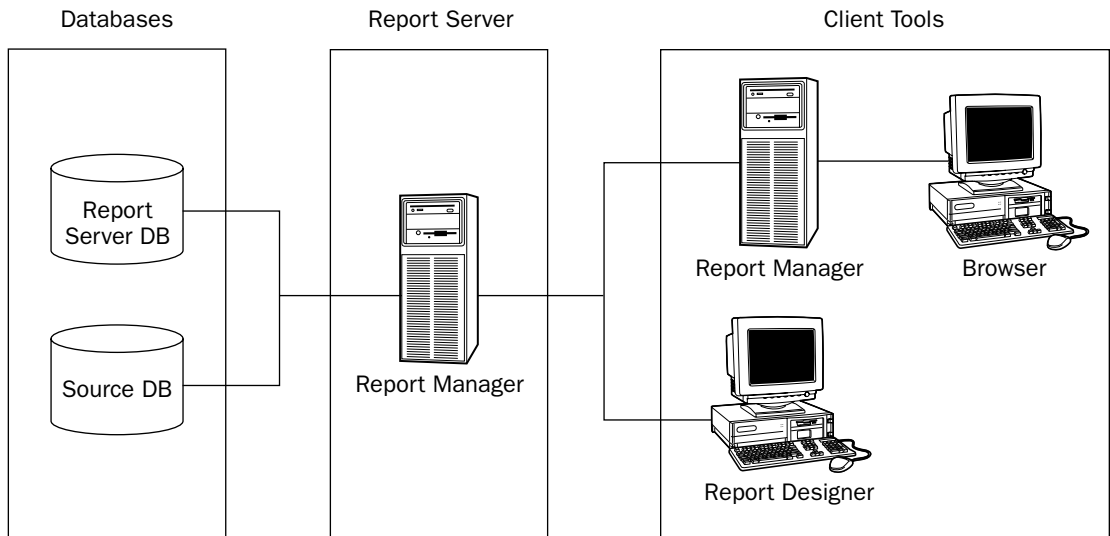 Databases
Report Server
Client Tools
Report
Server DB
Source DB
Report Manager
Report Manager
Browser
Report Designer